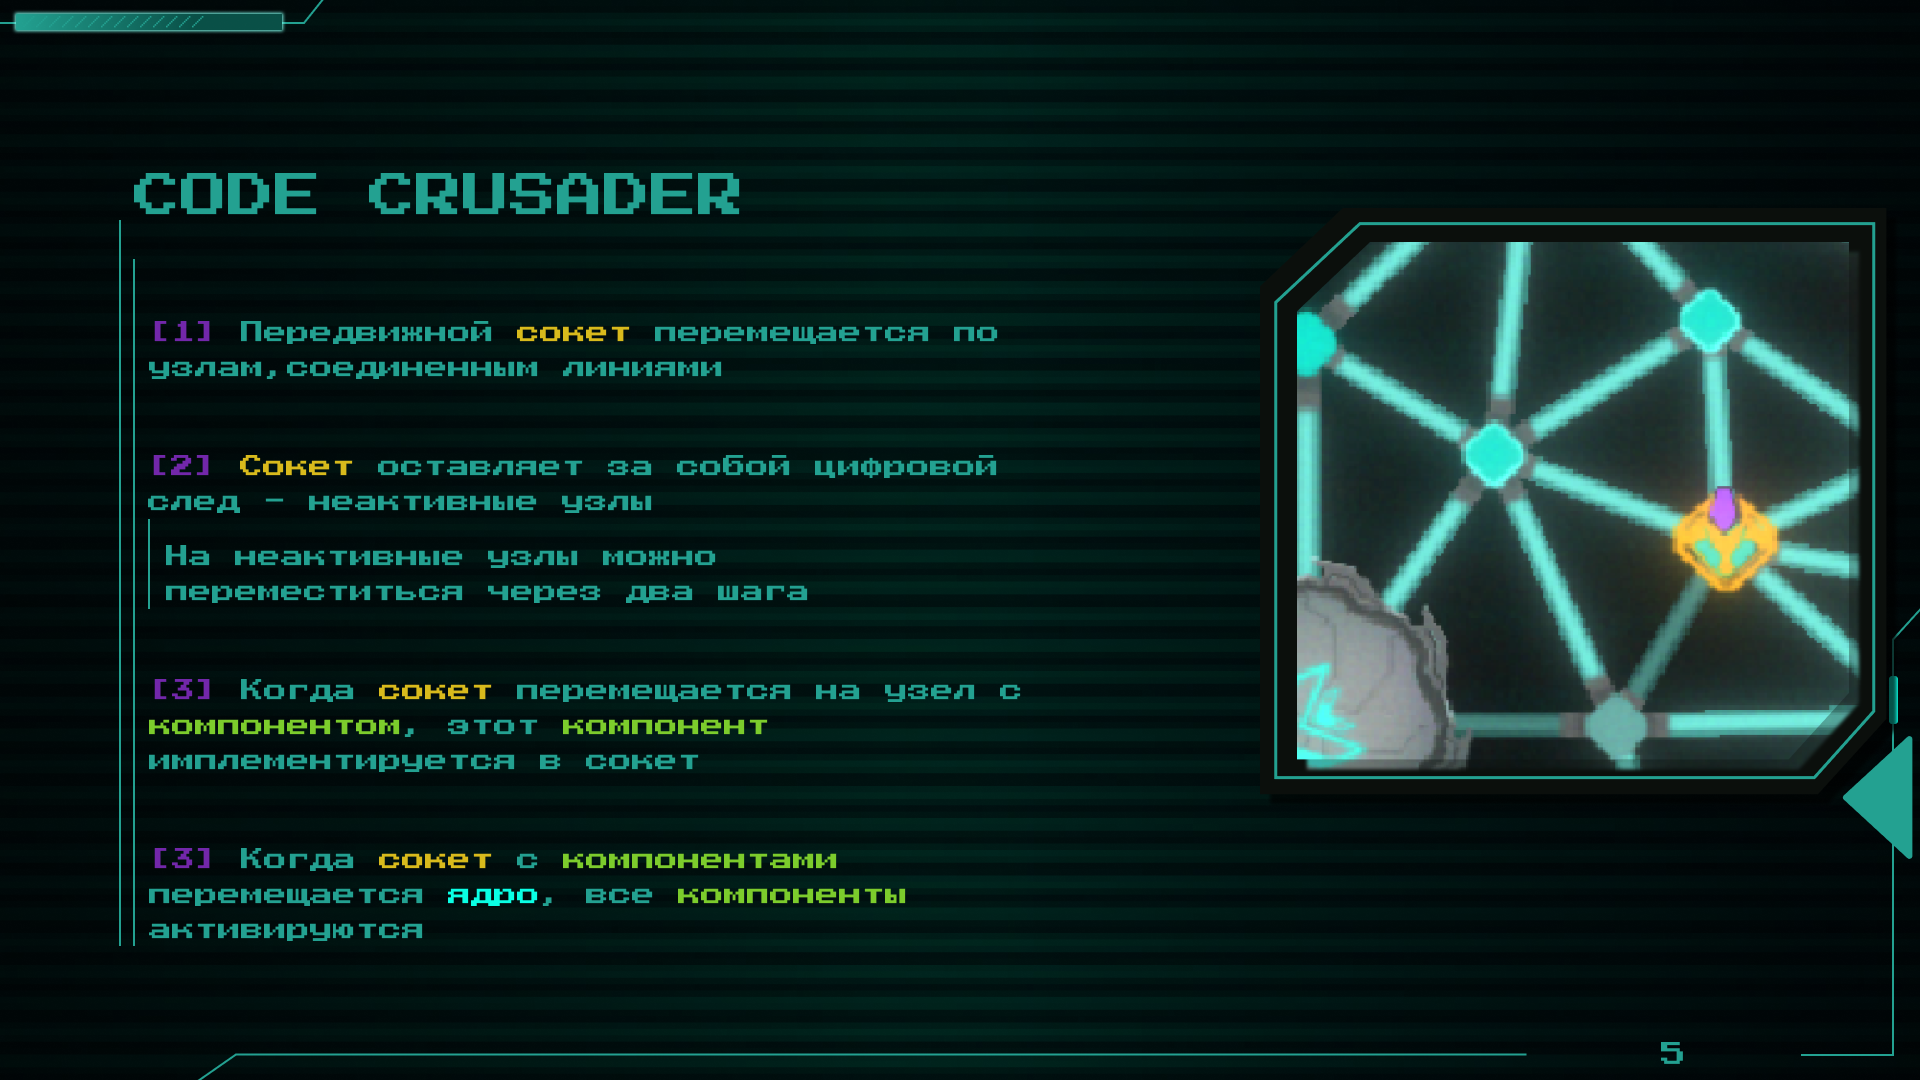 CODE CRUSADER
[1] Передвижной сокет перемещается по
узлам,соединенным линиями
[2] Сокет оставляет за собой цифровой
след - неактивные узлы
На неактивные узлы можно
переместиться через два шага
[3] Когда сокет перемещается на узел с
компонентом, этот компонент
имплементируется в сокет
[3] Когда сокет с компонентами
перемещается ядро, все компоненты
активируются
5